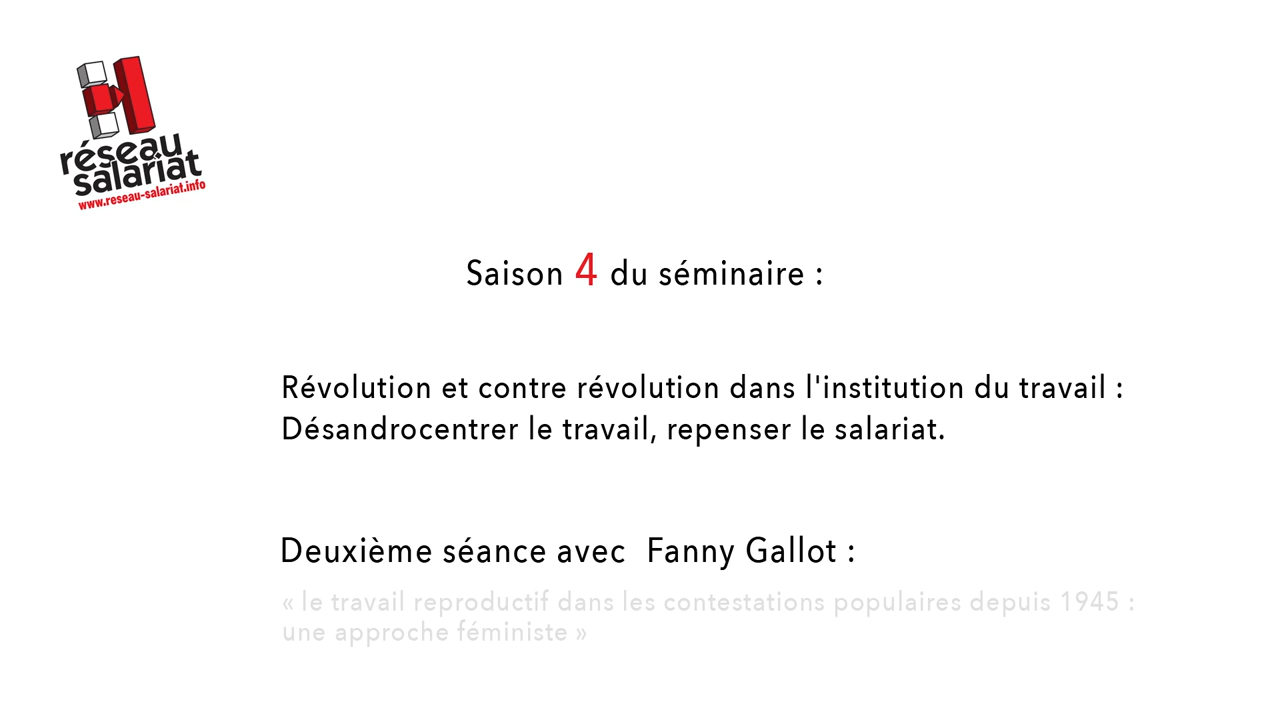 réseau
salariat
www.reseau-salariat.info
Saison 4 du séminaire :
Révolution et contre révolution dans l'institution du travail :
Désandrocentrer le travail, repenser le salariat.
Deuxième séance avec  Fanny Gallot :
« le travail reproductif dans les contestations populaires depuis 1945 :
une approche féministe »